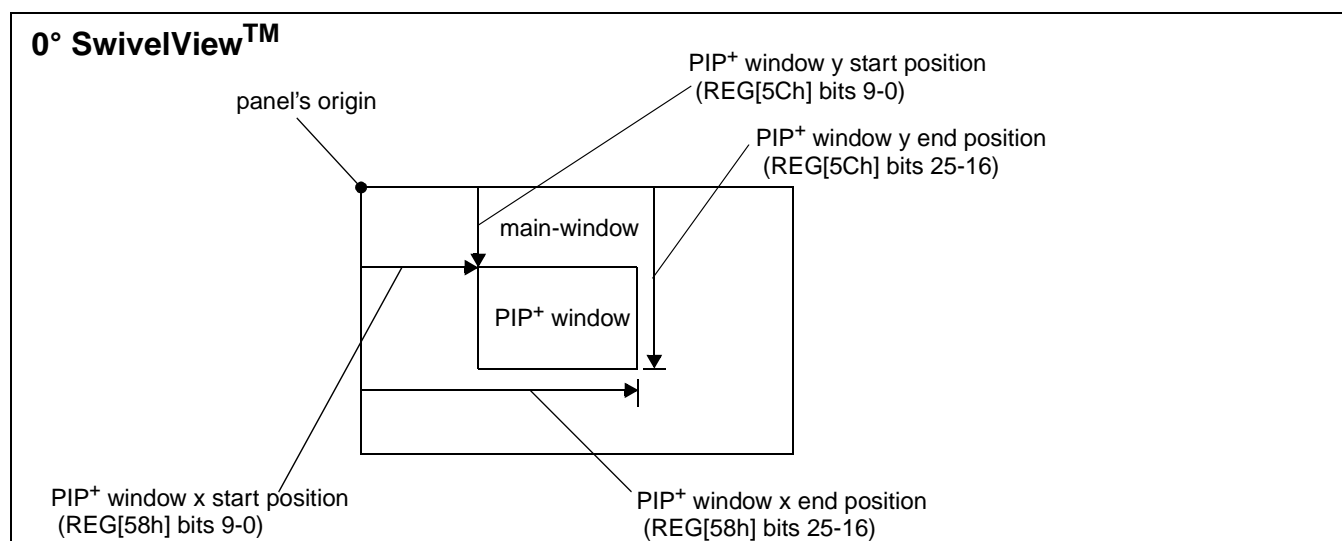 0° SwivelView™
PIP+ window y start position
(REG[5Ch] bits 9-0)
panel's origin
PIP+ window y end position
(REG[5Ch] bits 25-16)
main-window
PIP+ window
PIP+ window x start position
(REG[58h] bits 9-0)
PIP+ window x end position
(REG[58h] bits 25-16)